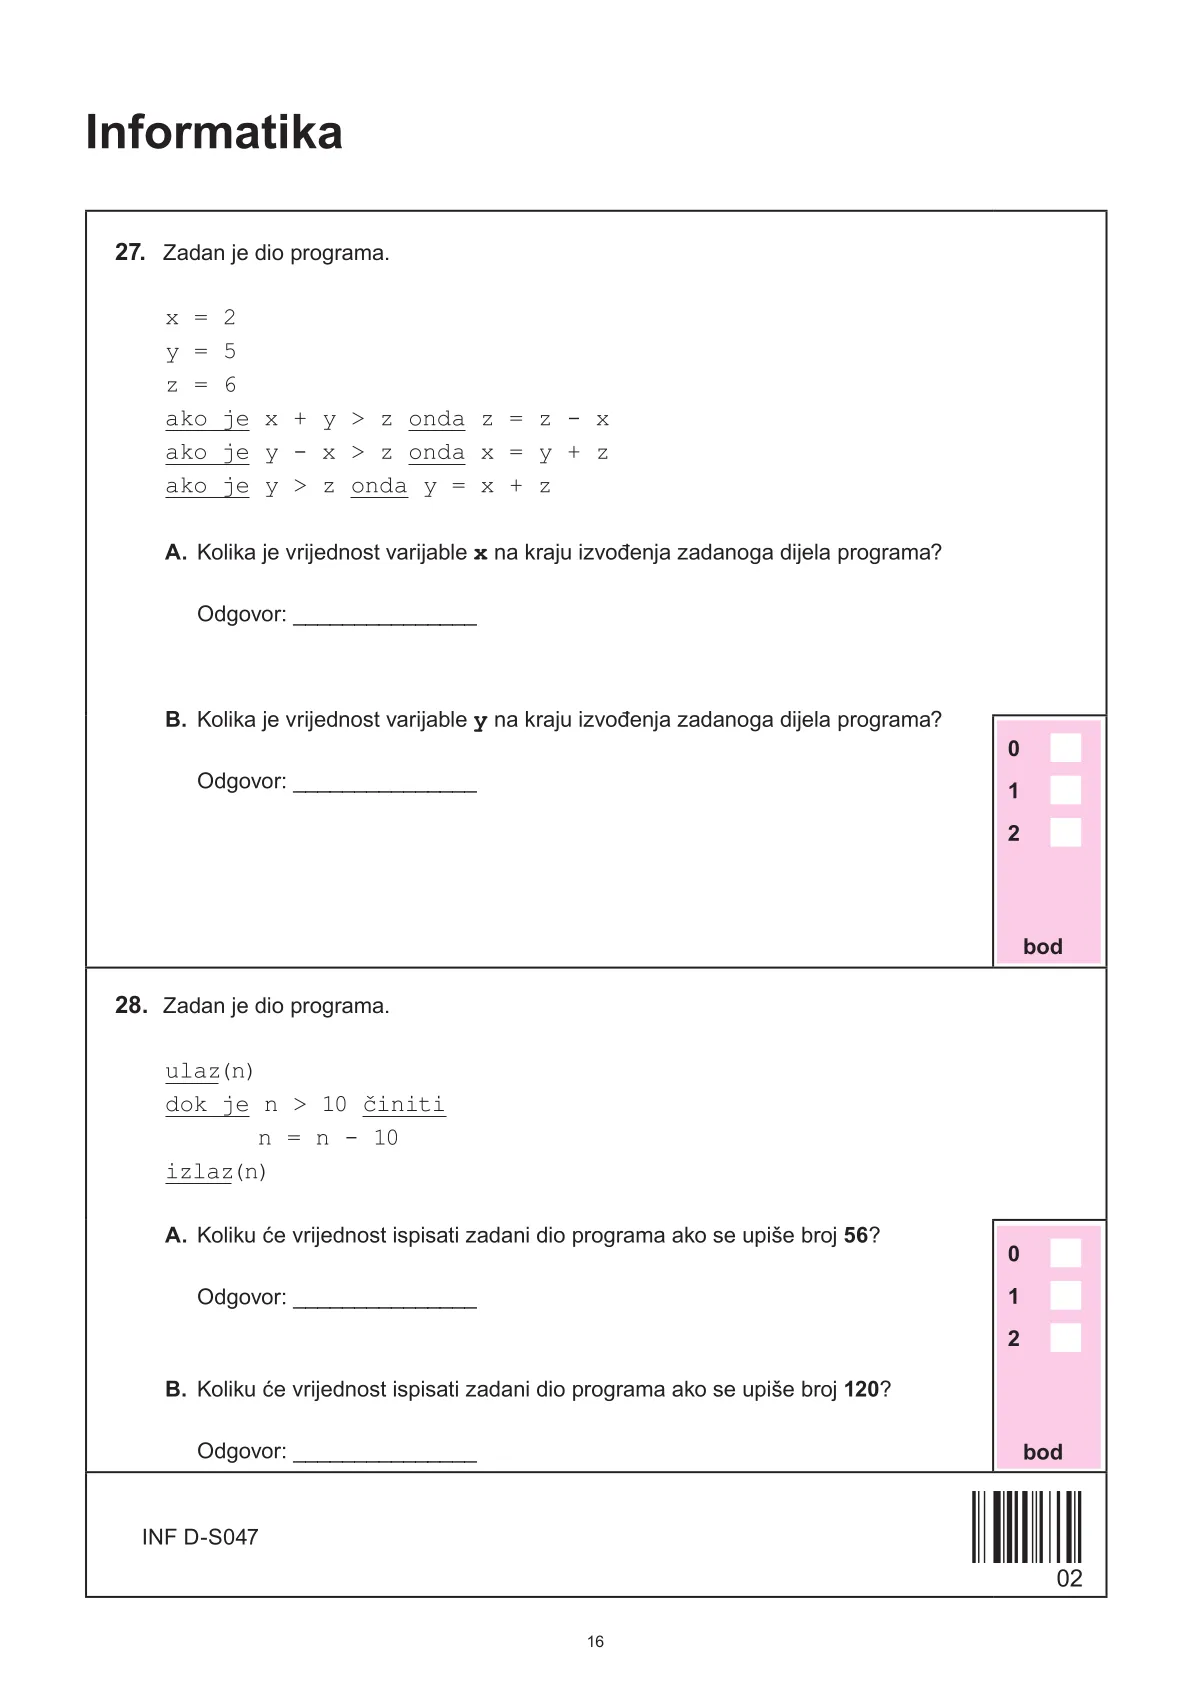 Informatika
27. Zadan je dio programa.
x = 2
y = 5
z = 6
ako je x + y > z onda z = z - x
ako je y - x > z onda x = y + z
ako je y > z onda y = x + z
A. Kolika je vrijednost varijable x na kraju izvođenja zadanoga dijela programa?
Odgovor: _______________
B. Kolika je vrijednost varijable y na kraju izvođenja zadanoga dijela programa?
Odgovor: _______________
0
1
2
bod
28. Zadan je dio programa.
ulaz(n)
dok je n > 10 činiti
n = n - 10
izlaz(n)
A. Koliku će vrijednost ispisati zadani dio programa ako se upiše broj 56?
Odgovor: _______________
B. Koliku će vrijednost ispisati zadani dio programa ako se upiše broj 120?
Odgovor: _______________
0
1
2
bod
INF D-S047
02
16